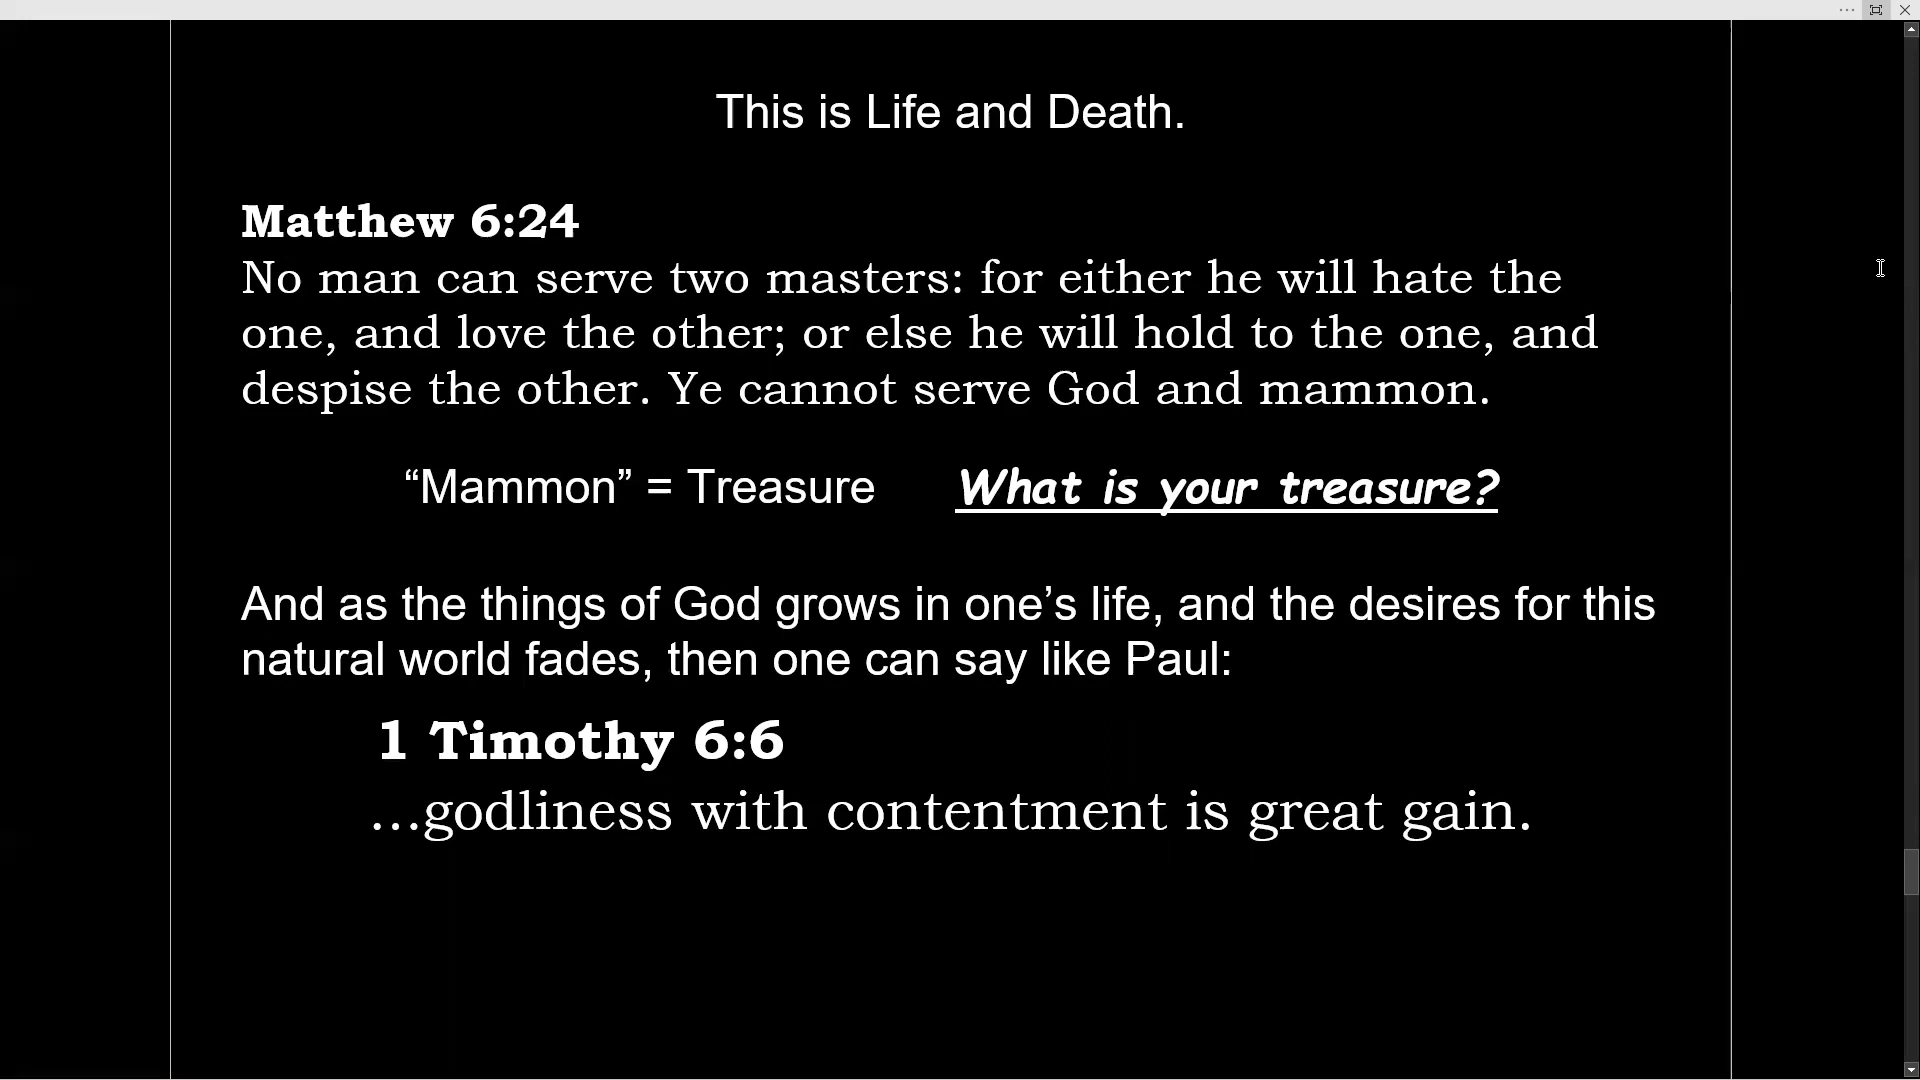 This is Life and Death.
Matthew 6:24
No man can serve two masters: for either he will hate the
one, and love the other; or else he will hold to the one, and
despise the other. Ye cannot serve God and mammon.
“Mammon” = Treasure What is your treasure?
And as the things of God grows in one’s life, and the desires for this
natural world fades, then one can say like Paul:
1 Timothy 6:6
…godliness with contentment is great gain.